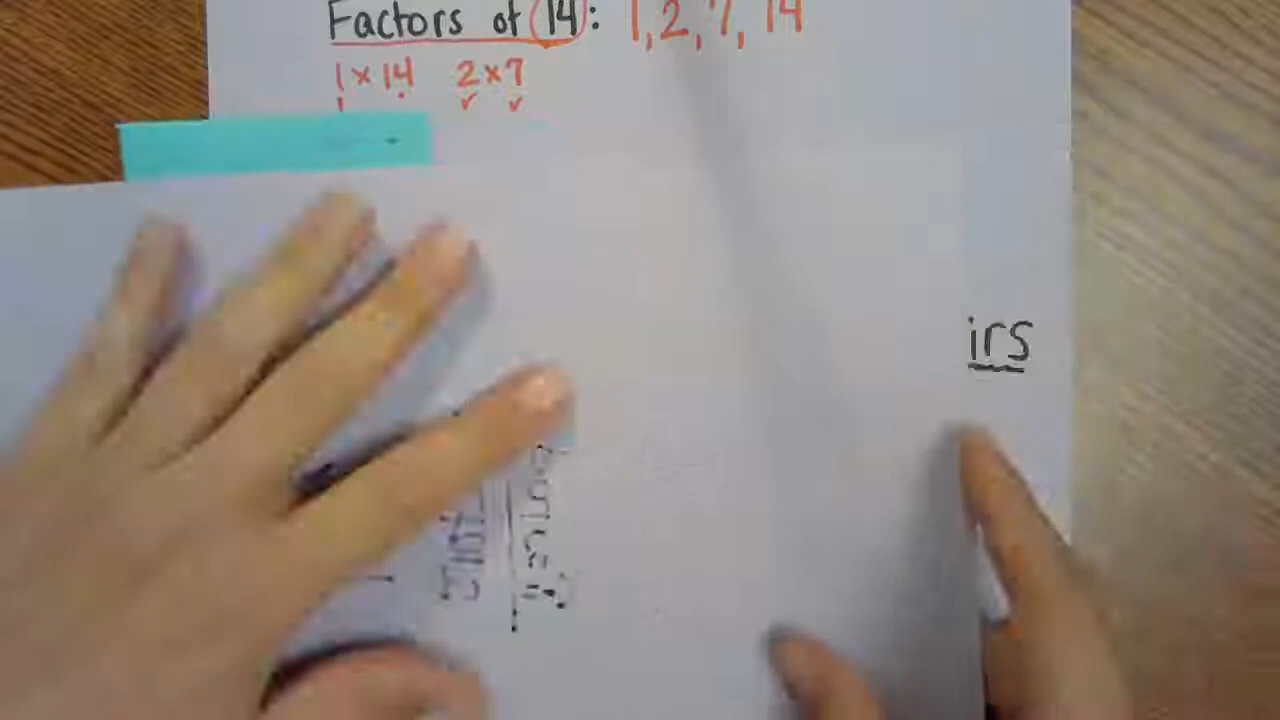 Factors of 14: 1, 2, 7, 14
1 x 14 2 x 7
irs